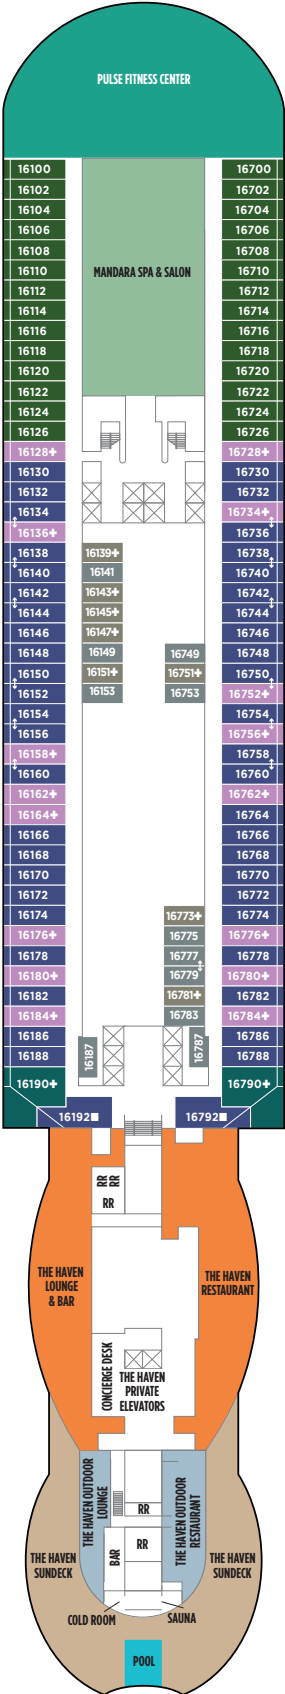 PULSE FITNESS CENTER
16100 16700
16102 16702
16104 16704
16106 16706
16108 16708
16110 MANDARA SPA & SALON 16710
16112 16712
16114 16714
16116 16716
16118 16718
16120 16720
16122 16722
16124 16724
16126 16726
16128+ 16728+
16130 16730
16132 16732
16134 16734+
16136+ 16736
16138 16139+ 16738
16140 16141 16740
16142 16143+ 16742
16144 16145+ 16744
16146 16147+ 16746
16148 16149 16749 16748
16150 16151+ 16751+ 16750
16152 16153 16753 16752+
16154 16754
16156 16756+
16158+ 16758
16160 16760
16162+ 16762+
16164+ 16764
16166 16766
16168 16768
16170 16770
16172 16772
16174 16773+ 16774
16176+ 16775 16776+
16178 16777 16778
16180+ 16779 16780+
16182 16781+ 16782
16184+ 16783 16784+
16186 16786
16188 16187 16787 16788
16190+ 16790+
16192 16792
RR RR
RR
THE HAVEN
LOUNGE
& BAR
THE HAVEN
RESTAURANT
CONCIERGE DESK
THE HAVEN
PRIVATE
ELEVATORS
THE HAVEN OUTDOOR
LOUNGE
THE HAVEN OUTDOOR
RESTAURANT
RR
RR
BAR
THE HAVEN
SUNDECK
THE HAVEN
SUNDECK
COLD ROOM
SAUNA
POOL